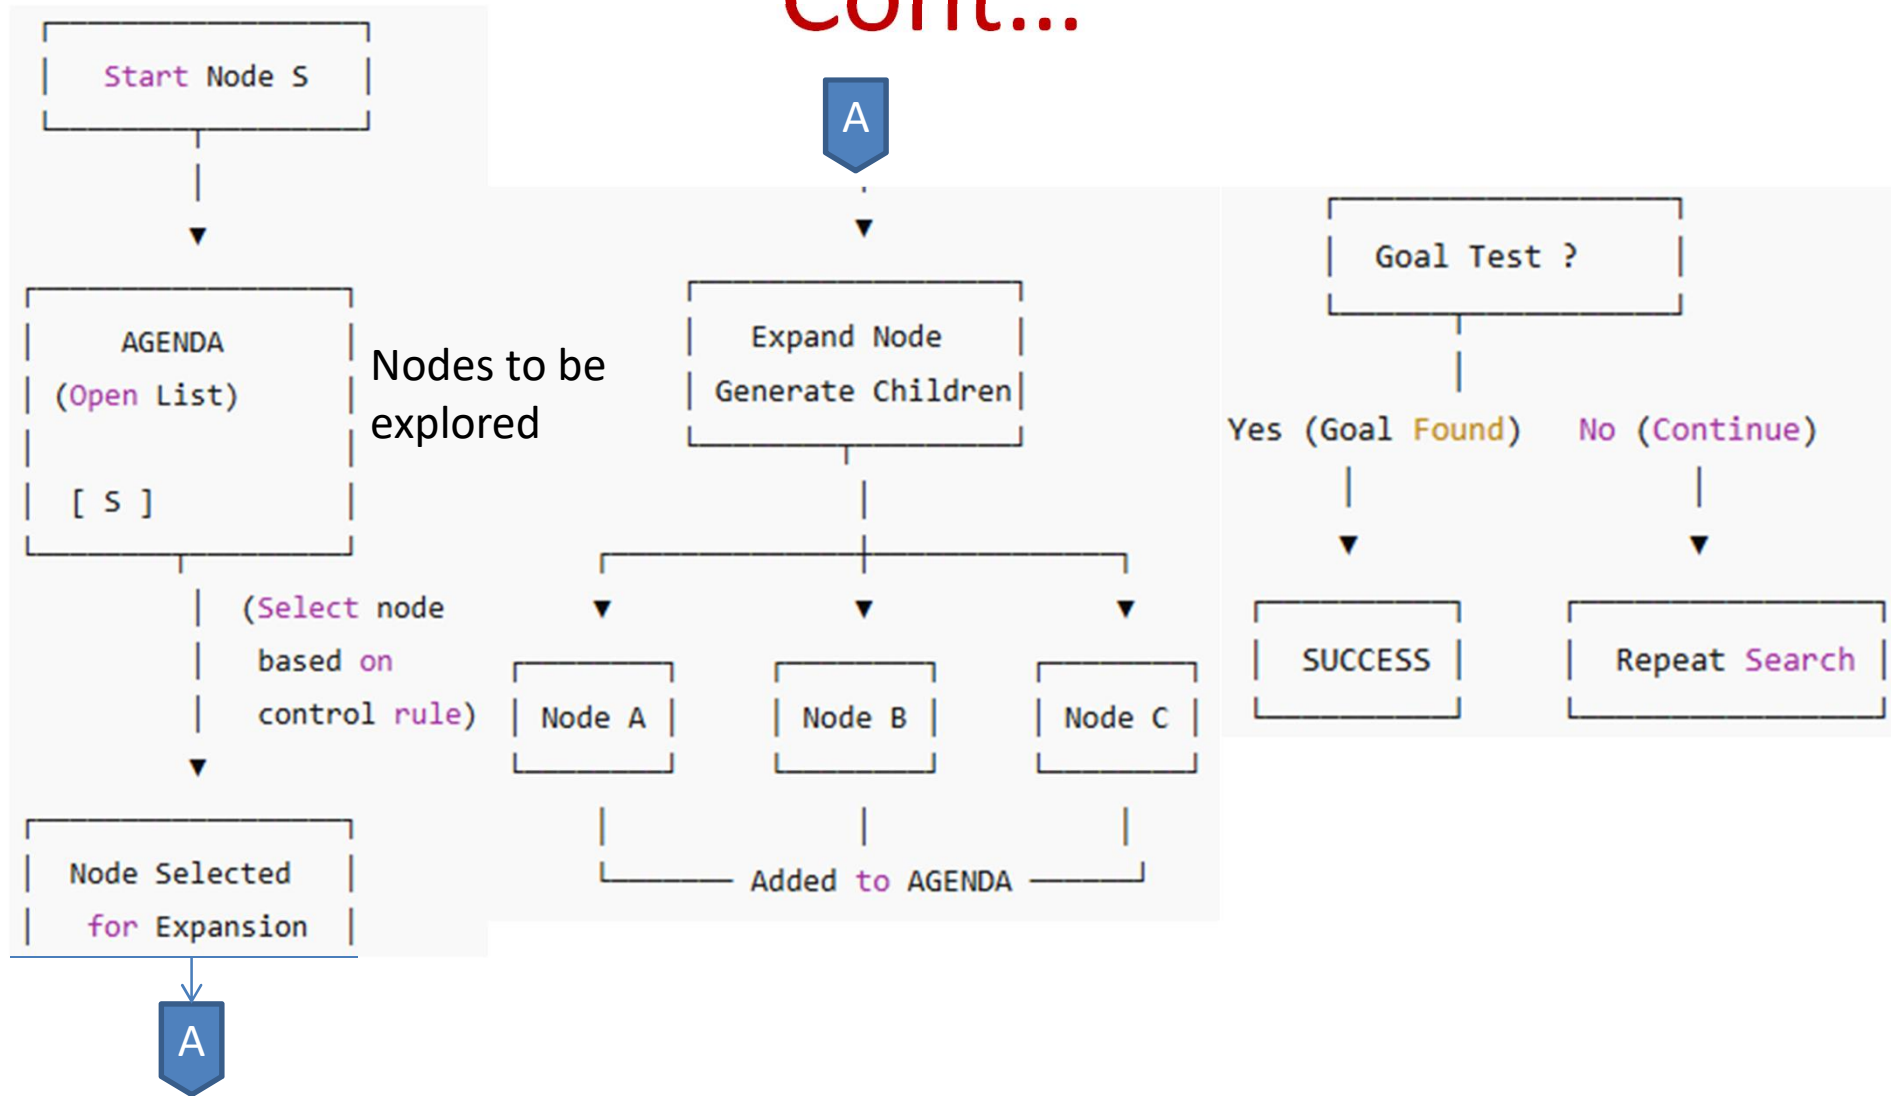 Cont...
Start Node S
AGENDA
(Open List)
[ S ]
Nodes to be
explored
(Select node
based on
control rule)
Node Selected
for Expansion
A
A
Expand Node
Generate Children
Node A
Node B
Node C
Added to AGENDA
Goal Test ?
Yes (Goal Found)
No (Continue)
SUCCESS
Repeat Search